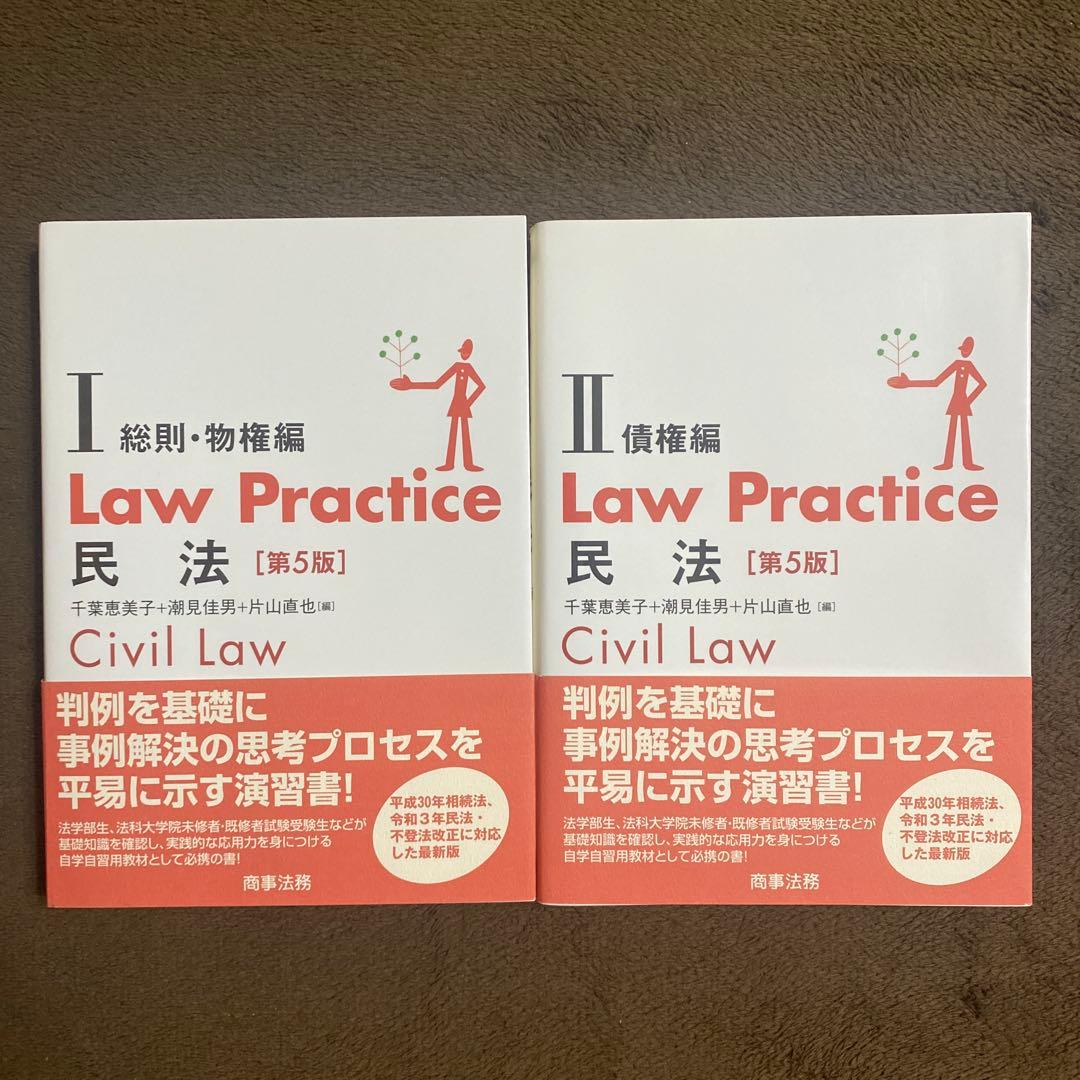 I 総則・物権編
Law Practice
民 法 [第5版]
千葉恵美子+潮見佳男+片山直也[編]
Civil Law
判例を基礎に
事例解決の思考プロセスを
平易に示す演習書!
法学部生、法科大学院未修者・既修者試験受験生などが
基礎知識を確認し、実践的な応用力を身につける
自学自習用教材として必携の書!
平成30年相続法、
令和3年民法・
不登法改正に対応
した最新版
商事法務
II 債権編
Law Practice
民 法 [第5版]
千葉恵美子+潮見佳男+片山直也[編]
Civil Law
判例を基礎に
事例解決の思考プロセスを
平易に示す演習書!
法学部生、法科大学院未修者・既修者試験受験生などが
基礎知識を確認し、実践的な応用力を身につける
自学自習用教材として必携の書!
平成30年相続法、
令和3年民法・
不登法改正に対応
した最新版
商事法務